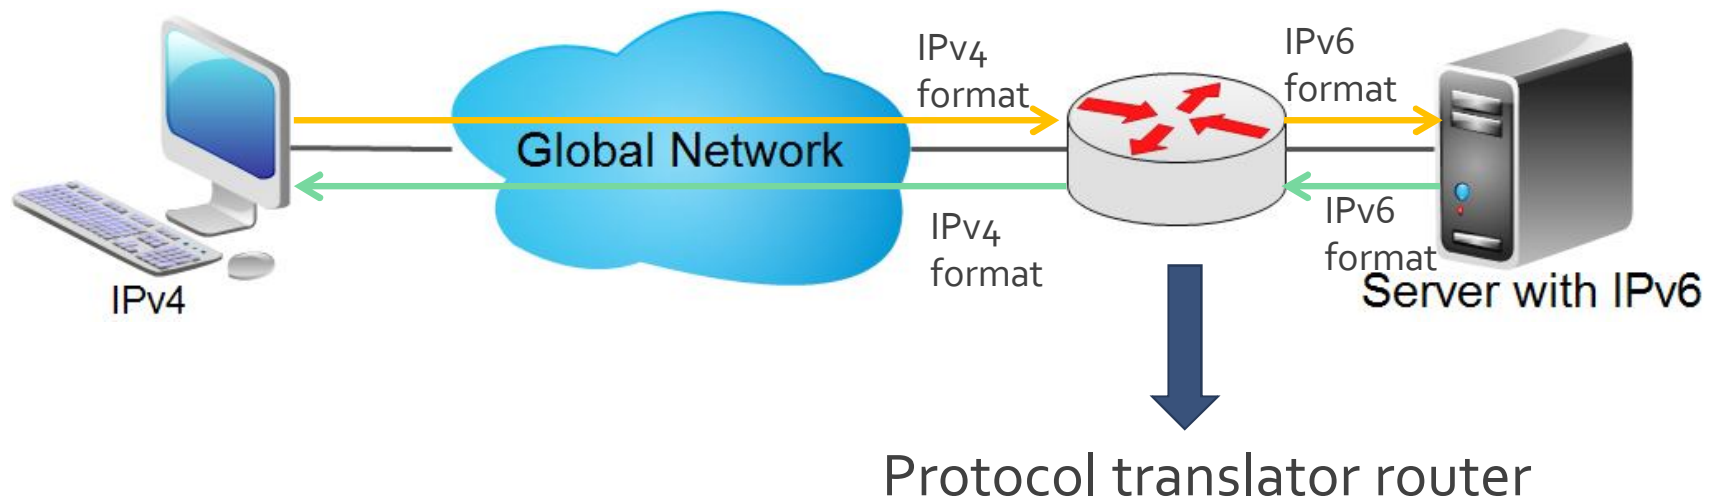 IPv4
format
IPv6
format
Global Network
IPv4
format
IPv6
format
IPv4
Server with IPv6
Protocol translator router